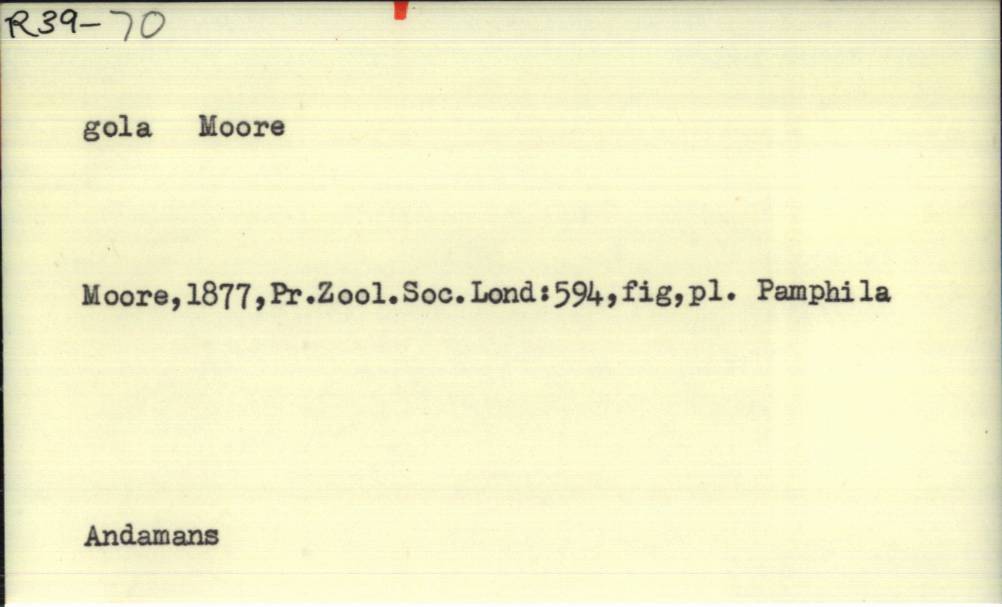 R39-70
gola Moore
Moore,1877,Pr.Zool.Soc.Lond:594,fig,pl. Pamphila
Andamans